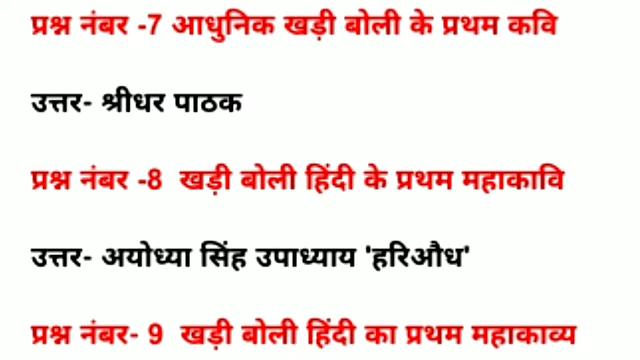 प्रश्न नंबर -7 आधुनिक खड़ी बोली के प्रथम कवि
उत्तर- श्रीधर पाठक
प्रश्न नंबर -8 खड़ी बोली हिंदी के प्रथम महाकावि
उत्तर- अयोध्या सिंह उपाध्याय 'हरिऔध'
प्रश्न नंबर- 9 खड़ी बोली हिंदी का प्रथम महाकाव्य